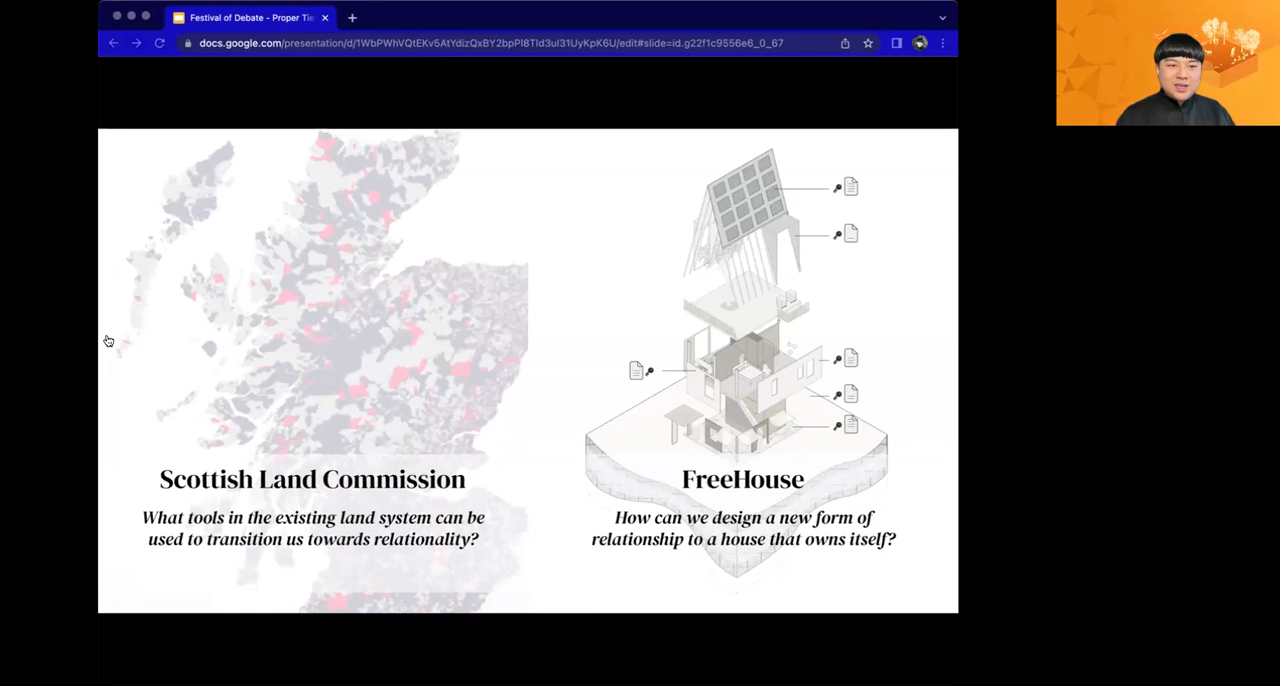 Festival of Debate - Proper Tie
docs.google.com/presentation/d/1WbPWhVQtEKv5AtYdizQxBY2bpPI8TId3uI31UyKpK6U/edit#slide=id.g22f1c9556e6_0_67
Scottish Land Commission
What tools in the existing land system can be
used to transition us towards relationality?
FreeHouse
How can we design a new form of
relationship to a house that owns itself?